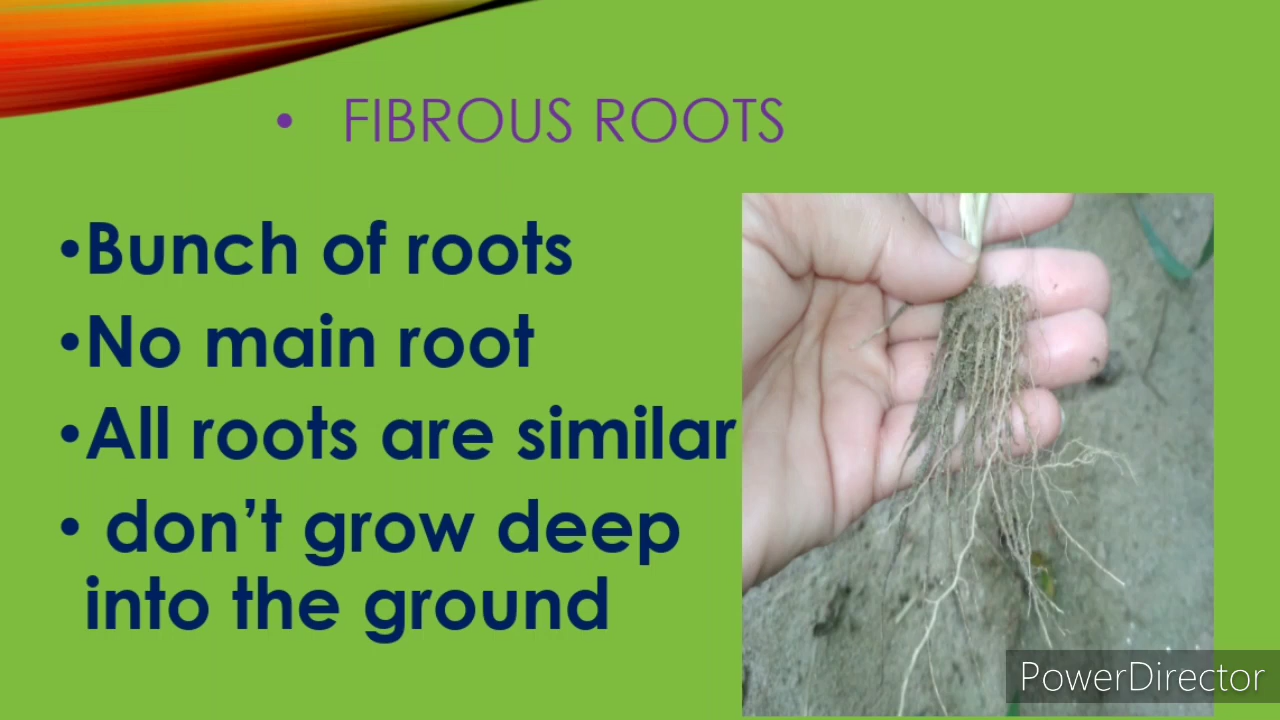 • FIBROUS ROOTS
•Bunch of roots
•No main root
•All roots are similar
• don’t grow deep
into the ground
PowerDirector